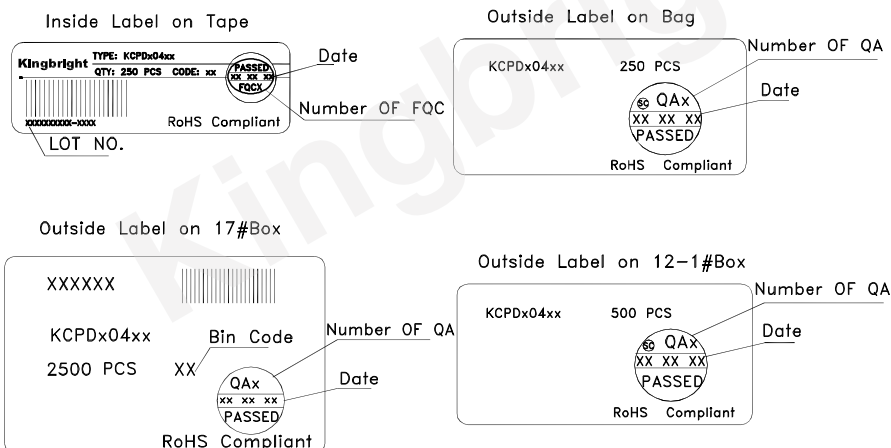 Inside Label on Tape
Kingbright
TYPE: KCPDx04xx
QTY: 250 PCS CODE: xx
PASSED
xx xx xx
FQCX
xxxxxxxxxx-xxxx
RoHS Compliant
Date
Number OF FQC
LOT NO.
Outside Label on Bag
KCPDx04xx 250 PCS
SC QAx
XX XX XX
PASSED
RoHS Compliant
Number OF QA
Date
Outside Label on 17#Box
XXXXXX
KCPDx04xx
2500 PCS XX
Bin Code
QAx
xx xx xx
PASSED
RoHS Compliant
Number OF QA
Date
Outside Label on 12-1#Box
KCPDx04xx 500 PCS
SC QAx
XX XX XX
PASSED
RoHS Compliant
Number OF QA
Date
Kingbright